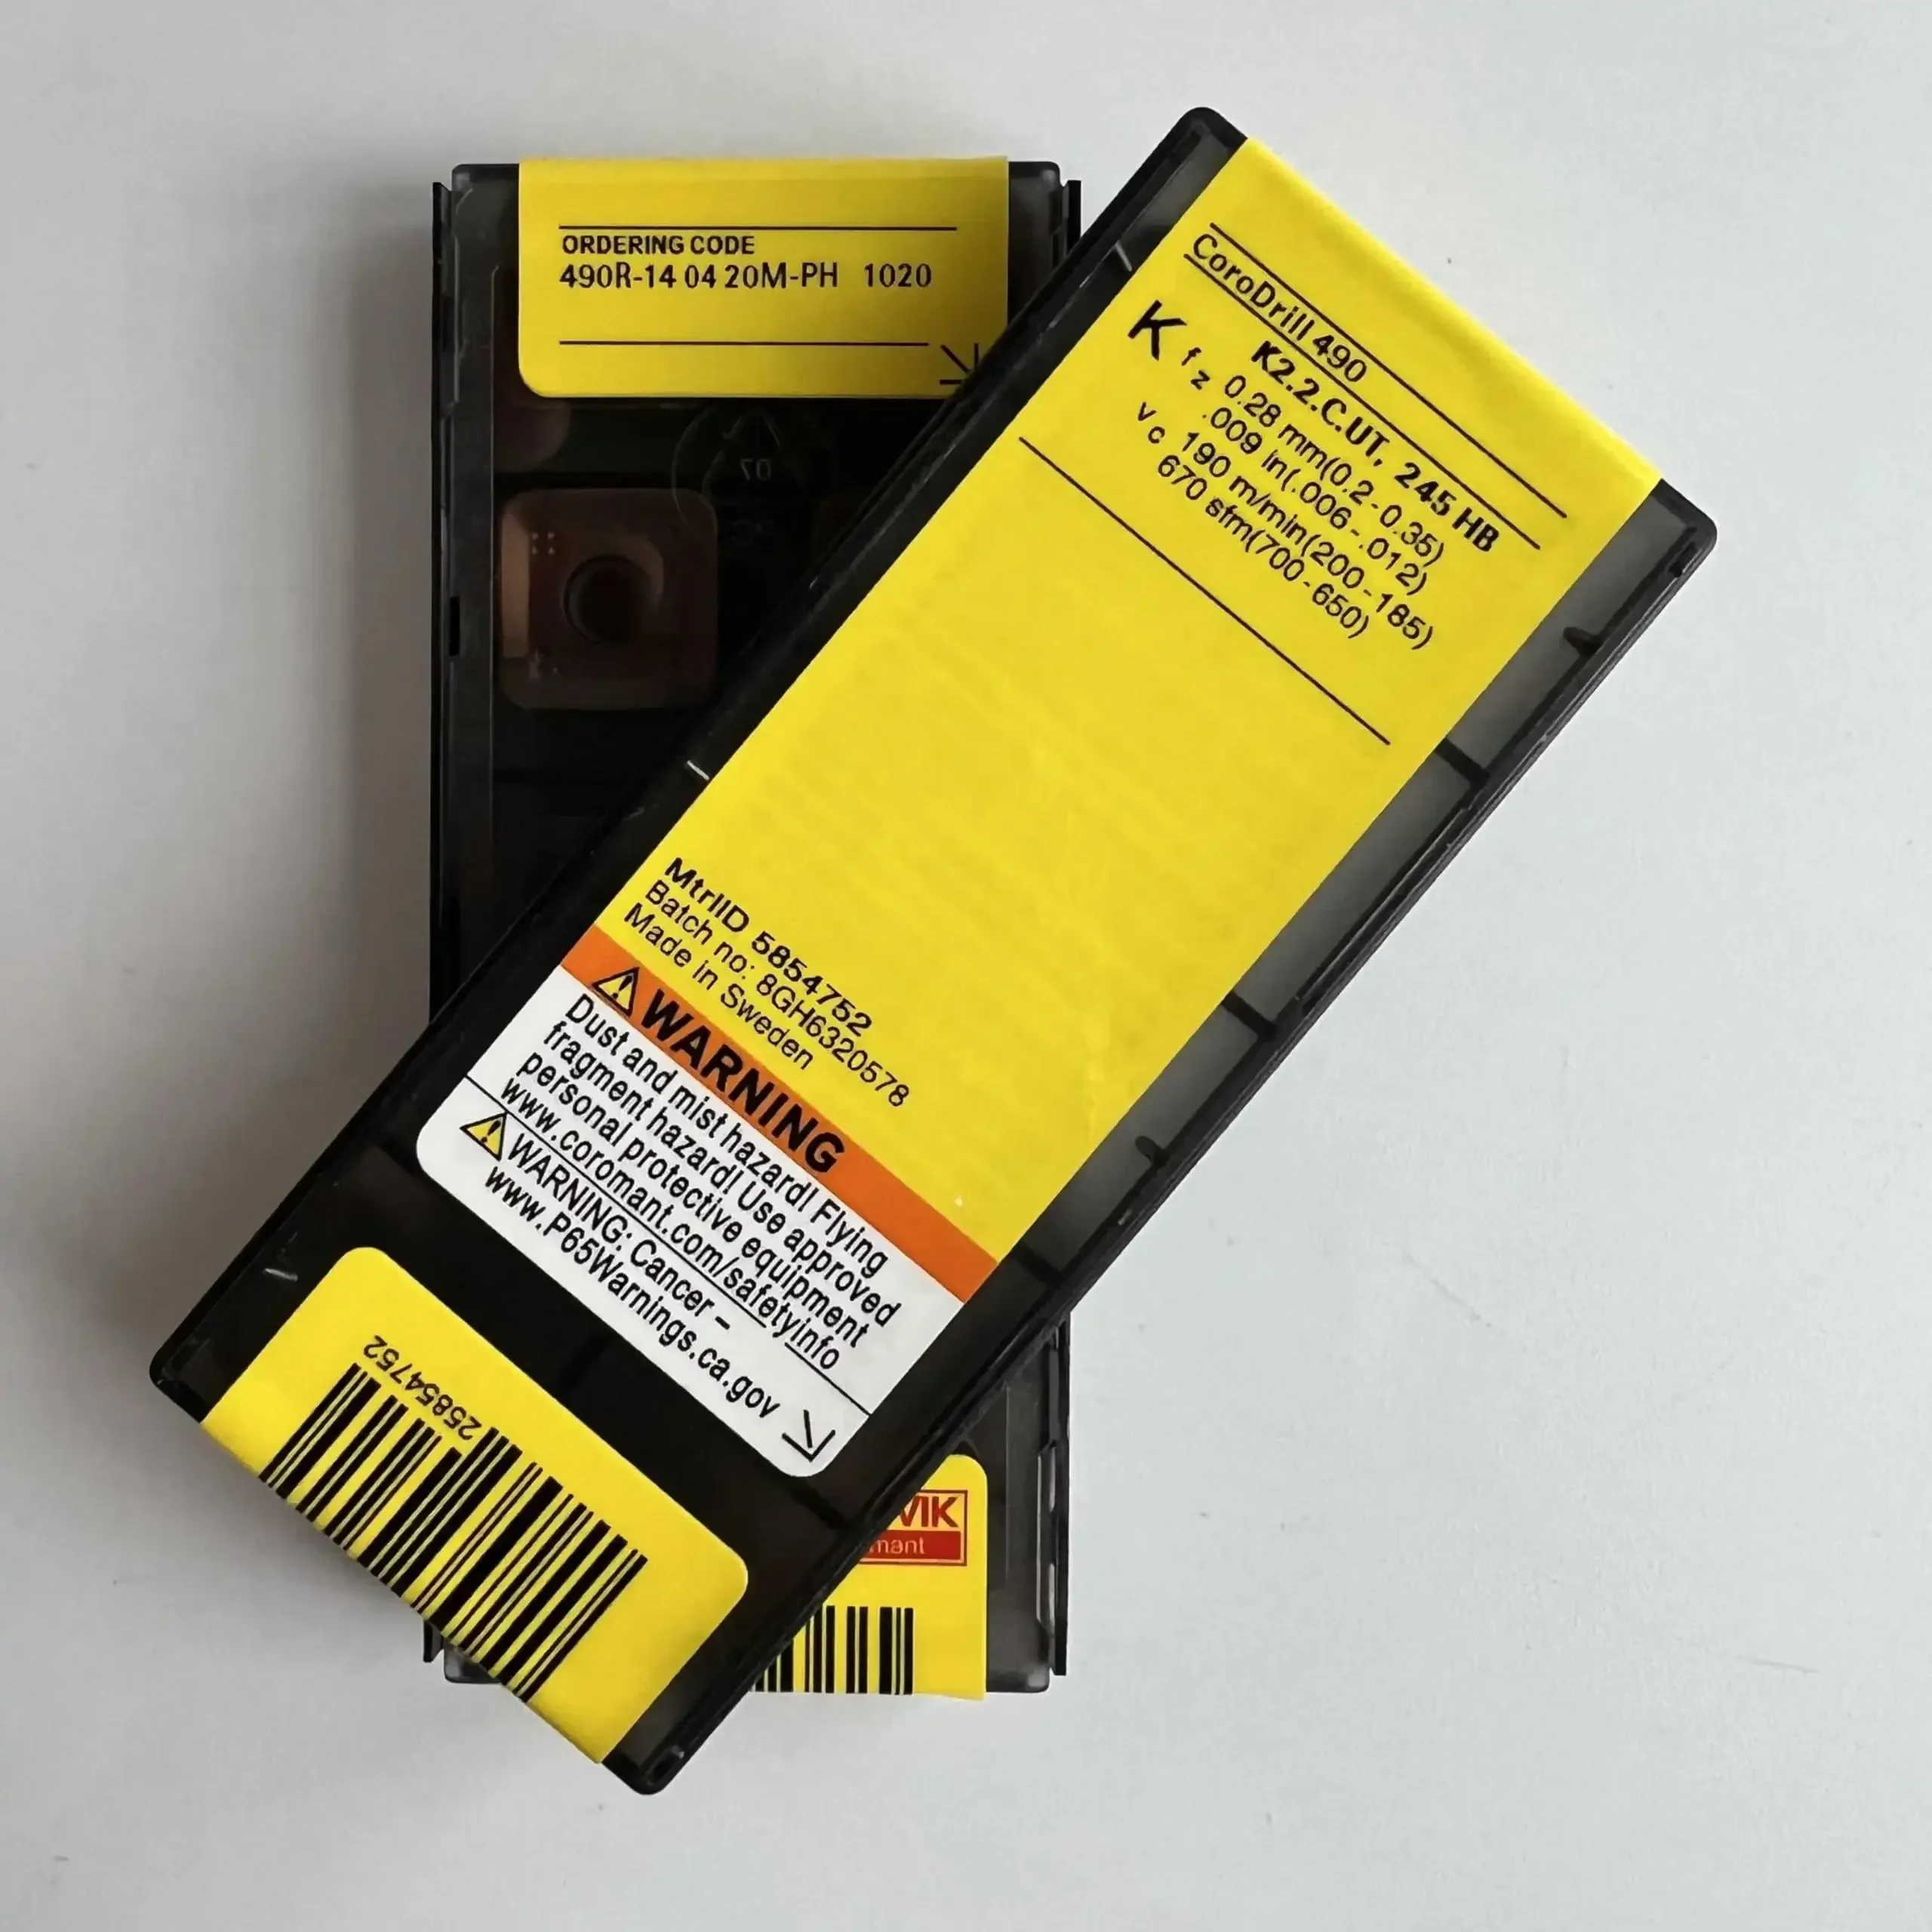 ORDERING CODE
490R-14 04 20M-PH 1020
07
CoroDrill 490
K2.2.C.UT, 245 HB
K fz 0.28 mm(0.2-0.35)
.009 in(.006-.012)
vc 190 m/min(200-185)
670 sfm(700-650)
MtrlID 5854752
Batch no: 8GH6320578
Made in Sweden
WARNING
Dust and mist hazard! Flying
fragment hazard! Use approved
personal protective equipment
www.coromant.com/safetyinfo
WARNING: Cancer –
www.P65Warnings.ca.gov
25854752
VIK
mant